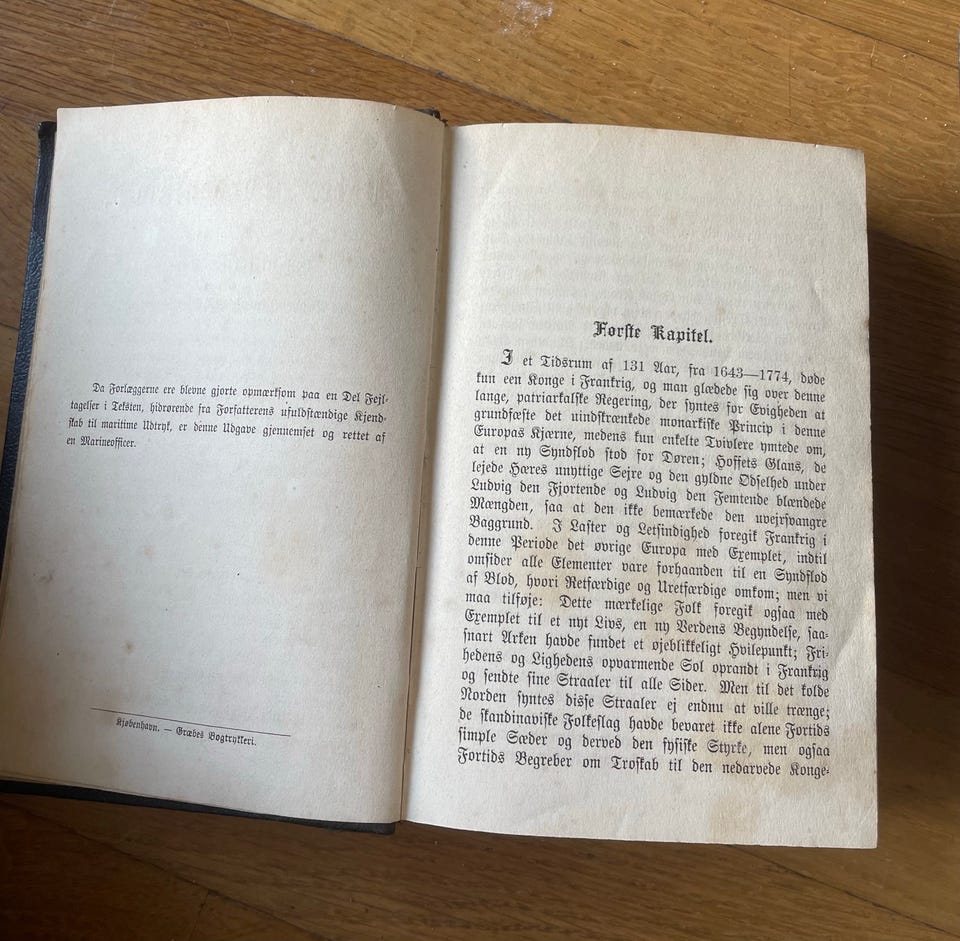 Da Forlæggerne ere blevne gjorte opmærksom paa en Del Fejl-
tagelser i Teksten, hidrørende fra Forfatterens ufuldstændige Kjend-
skab til maritime Udtryk, er denne Udgave gjennemset og rettet af
en Marineofficer.
Kjøbenhavn. — Græbes Bogtrykkeri.
Første Kapitel.
I et Tidsrum af 131 Aar, fra 1643—1774, døde
kun een Konge i Frankrig, og man glædede sig over denne
lange, patriarkalske Regering, der syntes for Evigheden at
grundfæste det uindskrænkede monarkiske Princip i denne
Europas Kjærne, medens kun enkelte Tvivlere ymtede om,
at en ny Syndflod stod for Døren; Hoffets Glans, de
lejede Hæres unyttige Sejre og den gyldne Ødselhed under
Ludvig den Fjortende og Ludvig den Femtende blændede
Mængden, saa at den ikke bemærkede den uvejrsvangre
Baggrund. I Laster og Letsindighed foregik Frankrig i
denne Periode det øvrige Europa med Exemplet, indtil
omsider alle Elementer vare forhaanden til en Syndflod
af Blod, hvori Retfærdige og Uretfærdige omkom; men vi
maa tilføje: Dette mærkelige Folk foregik ogsaa med
Exemplet til et nyt Livs, en ny Verdens Begyndelse, saa-
snart Arken havde fundet et øjeblikkeligt Hvilepunkt; Fri-
hedens og Lighedens opvarmende Sol oprandt i Frankrig
og sendte sine Straaler til alle Sider. Men til det kolde
Norden syntes disse Straaler ej endnu at ville trænge;
de skandinaviske Folkeslag havde bevaret ikke alene Fortids
simple Sæder og derved den fysiske Styrke, men ogsaa
Fortids Begreber om Troskab til den nedarvede Konge-